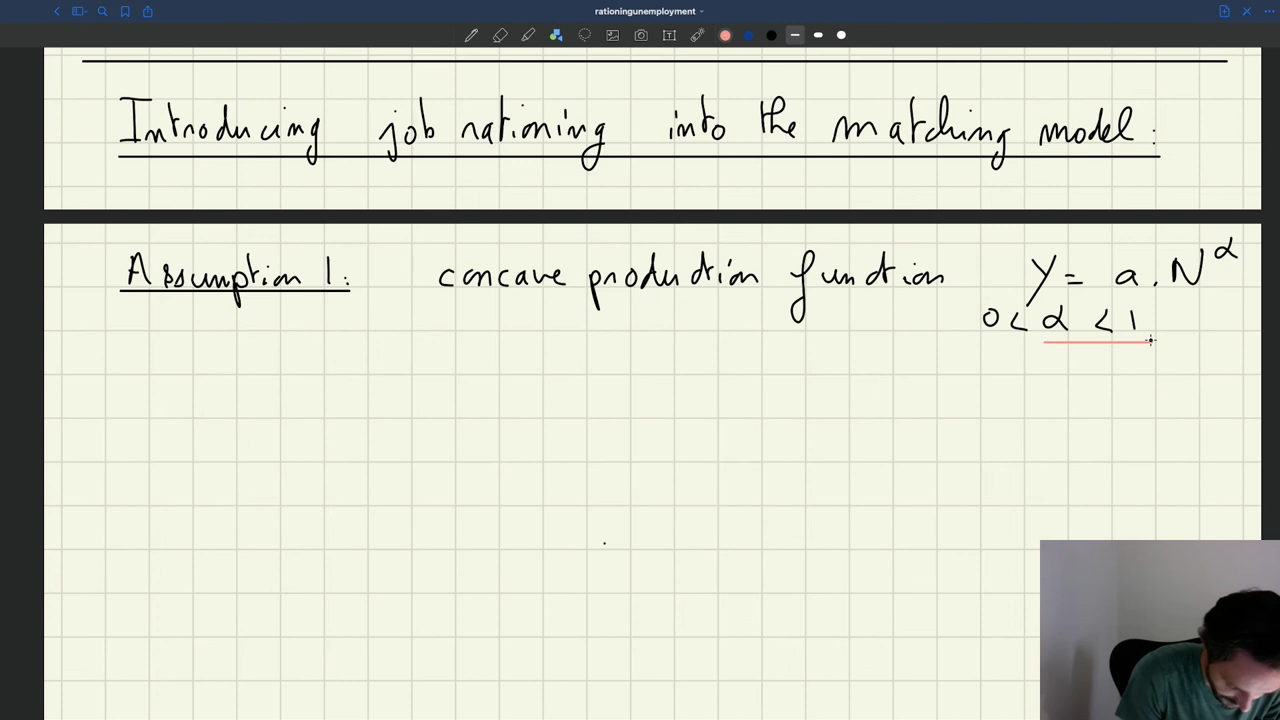 rationingunemployment
Introducing job rationing into the matching model:
Assumption 1: concave production function Y = a . N^α
0 < α < 1